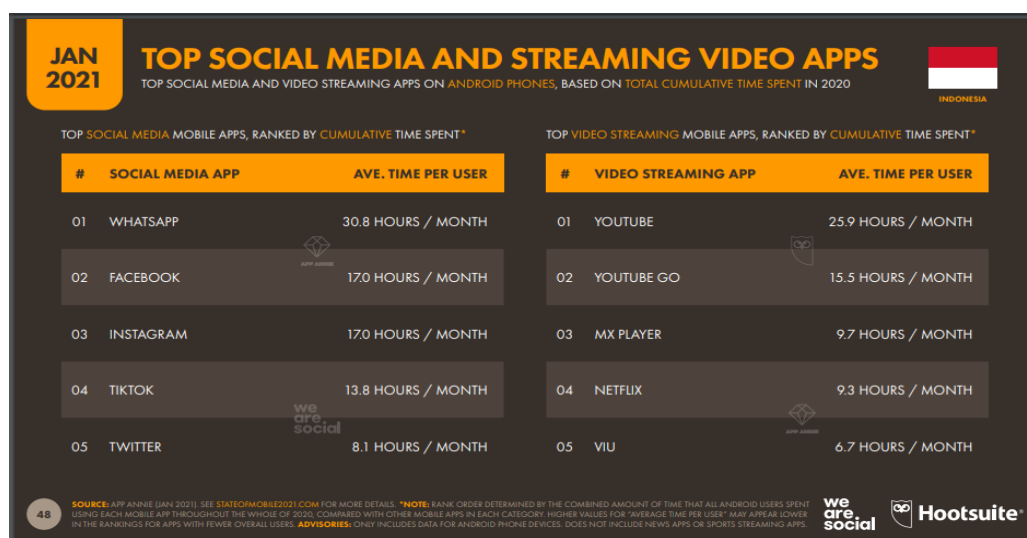 JAN
2021
TOP SOCIAL MEDIA AND STREAMING VIDEO APPS
TOP SOCIAL MEDIA AND VIDEO STREAMING APPS ON ANDROID PHONES, BASED ON TOTAL CUMULATIVE TIME SPENT IN 2020
INDONESIA
TOP SOCIAL MEDIA MOBILE APPS, RANKED BY CUMULATIVE TIME SPENT*
# SOCIAL MEDIA APP AVE. TIME PER USER
01 WHATSAPP 30.8 HOURS / MONTH
APP ANNIE
02 FACEBOOK 17.0 HOURS / MONTH
03 INSTAGRAM 17.0 HOURS / MONTH
04 TIKTOK 13.8 HOURS / MONTH
we
are
social
05 TWITTER 8.1 HOURS / MONTH
TOP VIDEO STREAMING MOBILE APPS, RANKED BY CUMULATIVE TIME SPENT*
# VIDEO STREAMING APP AVE. TIME PER USER
01 YOUTUBE 25.9 HOURS / MONTH
02 YOUTUBE GO 15.5 HOURS / MONTH
03 MX PLAYER 9.7 HOURS / MONTH
04 NETFLIX 9.3 HOURS / MONTH
APP ANNIE
05 VIU 6.7 HOURS / MONTH
48
SOURCE: APP ANNIE (JAN 2021). SEE STATEOFMOBILE2021.COM FOR MORE DETAILS. *NOTE: RANK ORDER DETERMINED BY THE COMBINED AMOUNT OF TIME THAT ALL ANDROID USERS SPENT
USING EACH MOBILE APP THROUGHOUT THE WHOLE OF 2020, COMPARED WITH OTHER MOBILE APPS IN EACH CATEGORY. HIGHER VALUES FOR "AVERAGE TIME PER USER" MAY APPEAR LOWER
IN THE RANKINGS FOR APPS WITH FEWER OVERALL USERS. ADVISORIES: ONLY INCLUDES DATA FOR ANDROID PHONE DEVICES. DOES NOT INCLUDE NEWS APPS OR SPORTS STREAMING APPS.
we
are
social
Hootsuite